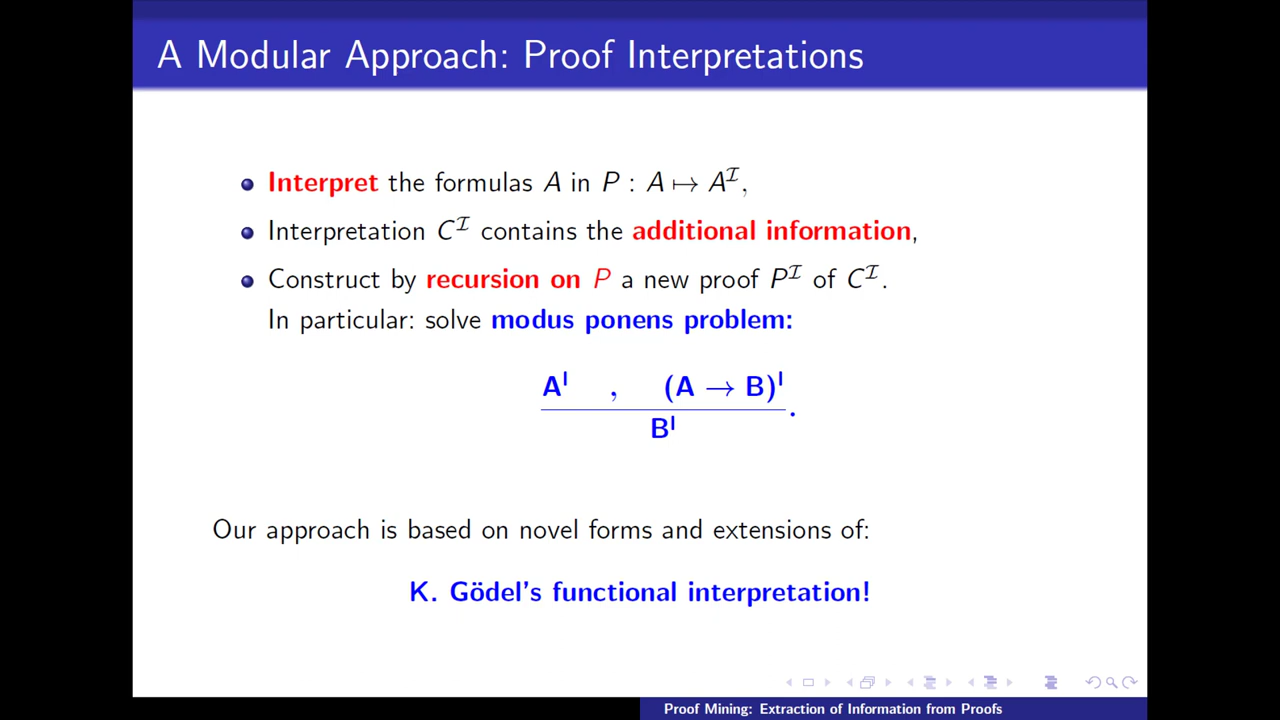 A Modular Approach: Proof Interpretations
Interpret the formulas A in P : A ↦ A^ℐ,
Interpretation C^ℐ contains the additional information,
Construct by recursion on P a new proof P^ℐ of C^ℐ.
In particular: solve modus ponens problem:
A^I , (A → B)^I
B^I .
Our approach is based on novel forms and extensions of:
K. Gödel's functional interpretation!
Proof Mining: Extraction of Information from Proofs